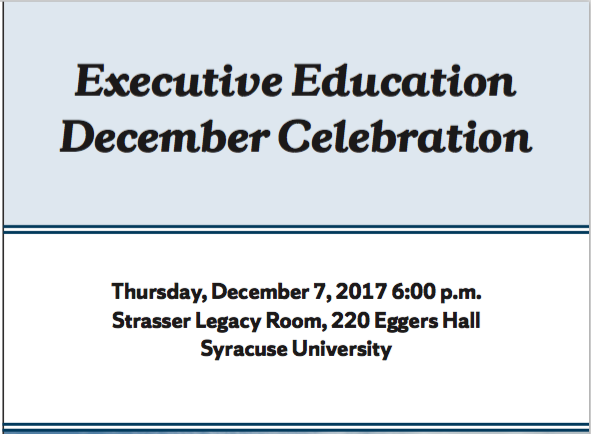 Executive Education
December Celebration
Thursday, December 7, 2017 6:00 p.m.
Strasser Legacy Room, 220 Eggers Hall
Syracuse University